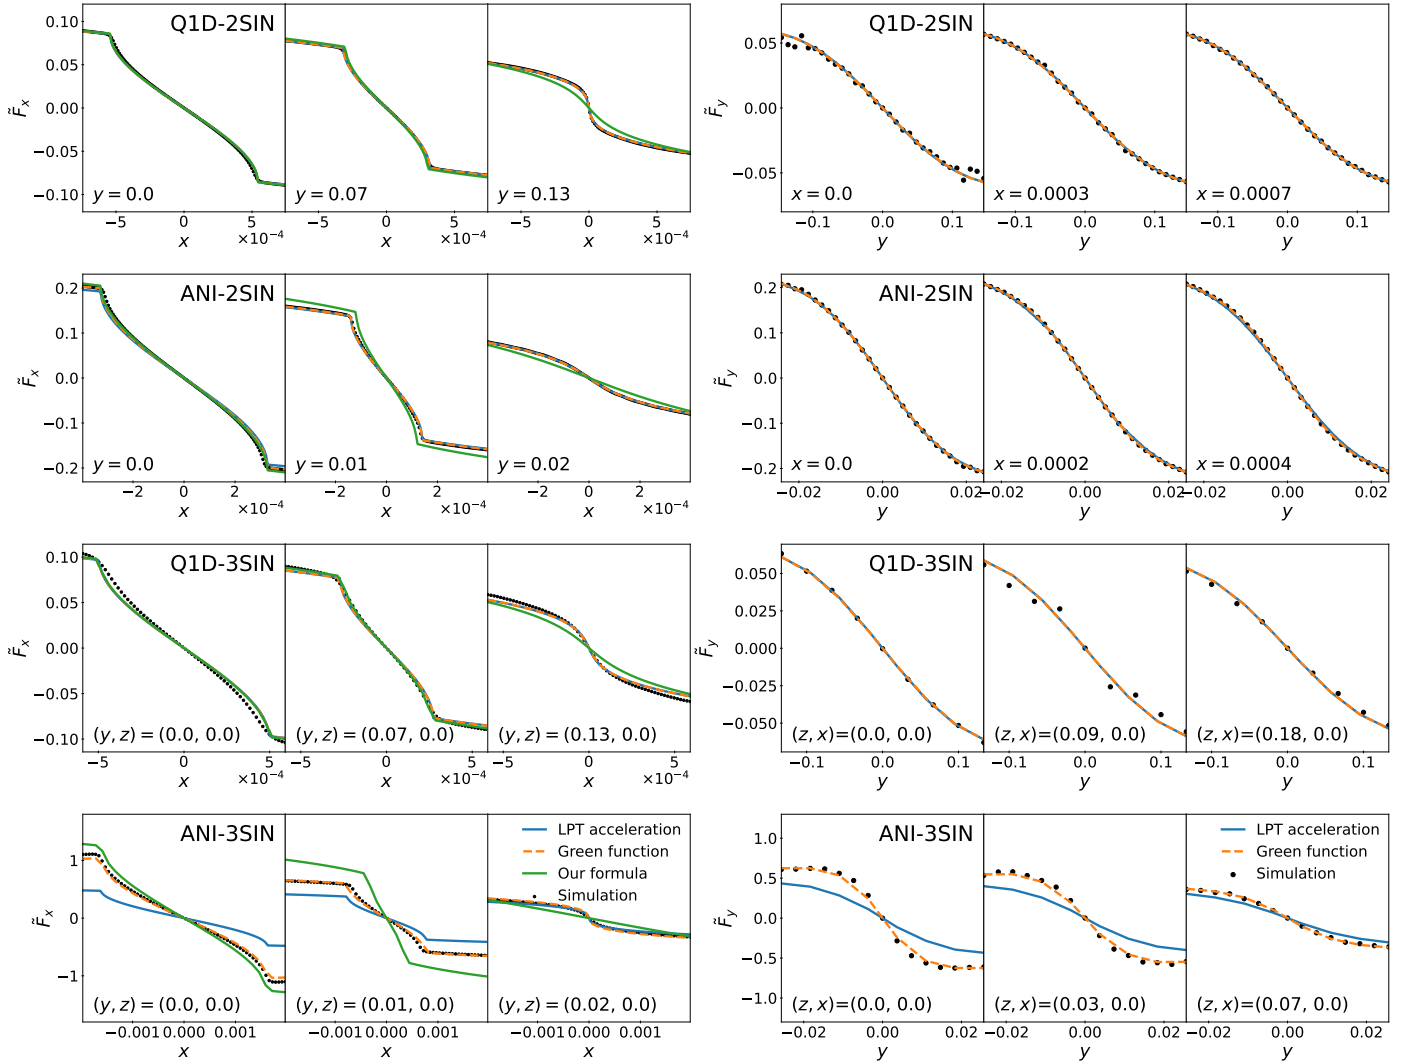 Q1D-2SIN
F̃x
0.10
0.05
0.00
−0.05
−0.10
y = 0.0
y = 0.07
y = 0.13
−5 0 5 ×10⁻⁴
−5 0 5 ×10⁻⁴
−5 0 5 ×10⁻⁴
x x x
Q1D-2SIN
F̃y
0.05
0.00
−0.05
x = 0.0
x = 0.0003
x = 0.0007
−0.1 0.0 0.1
−0.1 0.0 0.1
−0.1 0.0 0.1
y y y
ANI-2SIN
F̃x
0.2
0.1
0.0
−0.1
−0.2
y = 0.0
y = 0.01
y = 0.02
−2 0 2 ×10⁻⁴
−2 0 2 ×10⁻⁴
−2 0 2 ×10⁻⁴
x x x
ANI-2SIN
F̃y
0.2
0.1
0.0
−0.1
−0.2
x = 0.0
x = 0.0002
x = 0.0004
−0.02 0.00 0.02
−0.02 0.00 0.02
−0.02 0.00 0.02
y y y
Q1D-3SIN
F̃x
0.10
0.05
0.00
−0.05
−0.10
(y, z) = (0.0, 0.0)
(y, z) = (0.07, 0.0)
(y, z) = (0.13, 0.0)
−5 0 5 ×10⁻⁴
−5 0 5 ×10⁻⁴
−5 0 5 ×10⁻⁴
x x x
Q1D-3SIN
F̃y
0.050
0.025
0.000
−0.025
−0.050
(z, x)=(0.0, 0.0)
(z, x)=(0.09, 0.0)
(z, x)=(0.18, 0.0)
−0.1 0.0 0.1
−0.1 0.0 0.1
−0.1 0.0 0.1
y y y
ANI-3SIN
LPT acceleration
Green function
Our formula
Simulation
F̃x
1
0
−1
(y, z) = (0.0, 0.0)
(y, z) = (0.01, 0.0)
(y, z) = (0.02, 0.0)
−0.001 0.000 0.001
−0.001 0.000 0.001
−0.001 0.000 0.001
x x x
ANI-3SIN
LPT acceleration
Green function
Simulation
F̃y
1.0
0.5
0.0
−0.5
−1.0
(z, x)=(0.0, 0.0)
(z, x)=(0.03, 0.0)
(z, x)=(0.07, 0.0)
−0.02 0.00 0.02
−0.02 0.00 0.02
−0.02 0.00 0.02
y y y